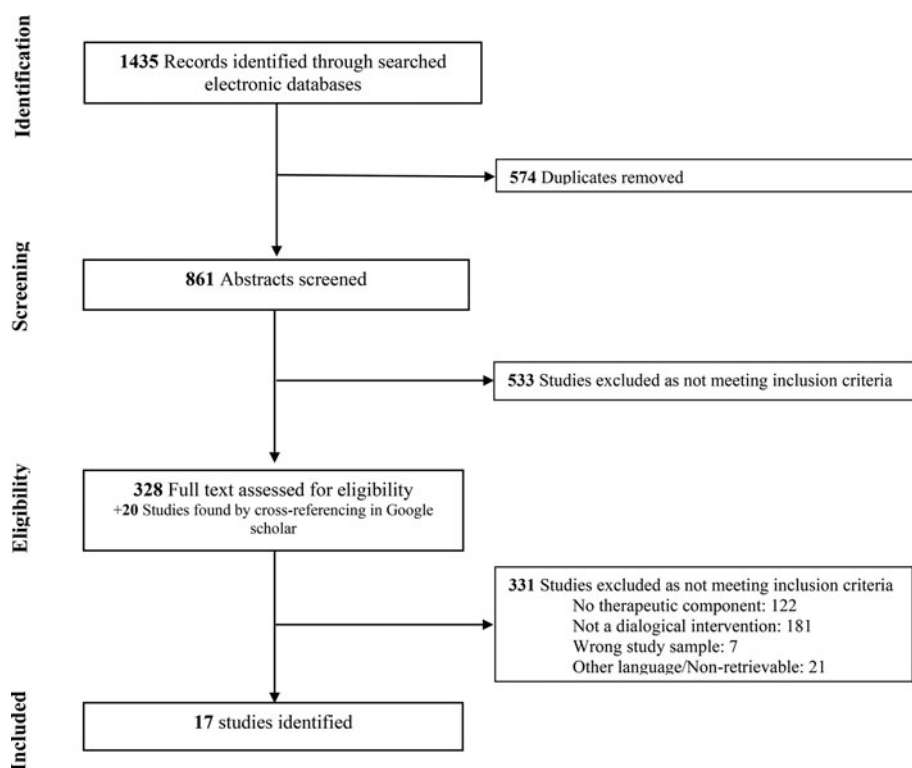 Identification
1435 Records identified through searched
electronic databases
574 Duplicates removed
Screening
861 Abstracts screened
533 Studies excluded as not meeting inclusion criteria
Eligibility
328 Full text assessed for eligibility
+20 Studies found by cross-referencing in Google
scholar
331 Studies excluded as not meeting inclusion criteria
No therapeutic component: 122
Not a dialogical intervention: 181
Wrong study sample: 7
Other language/Non-retrievable: 21
Included
17 studies identified